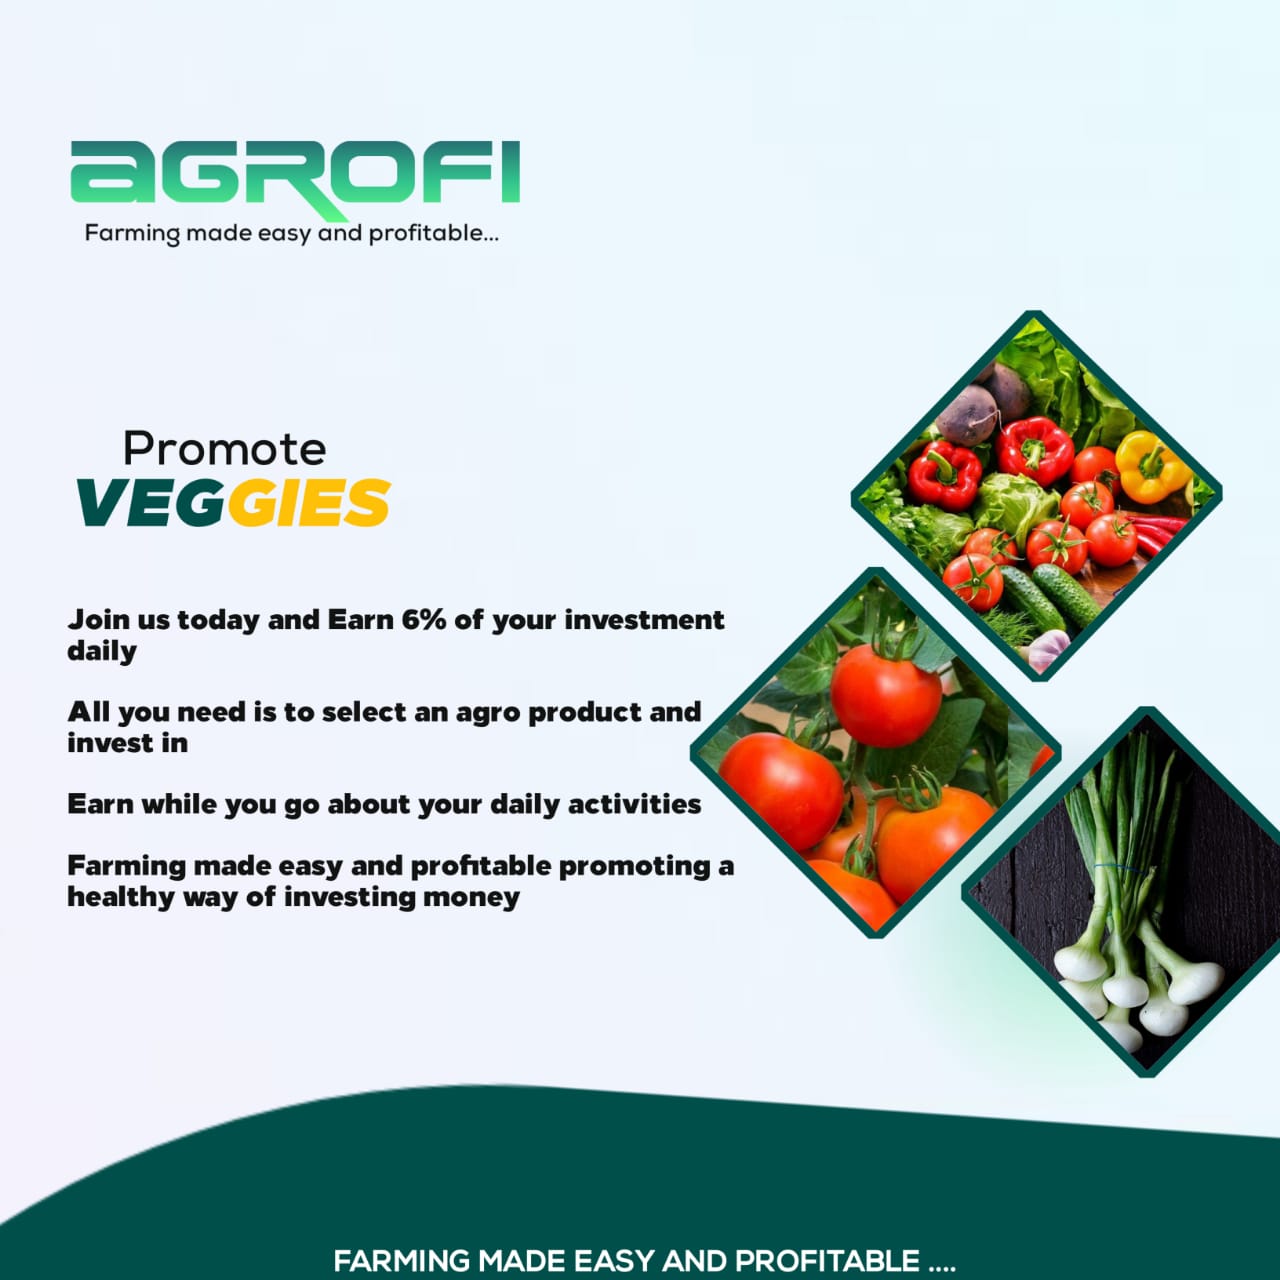 AGROFI
Farming made easy and profitable...
Promote
VEGGIES
Join us today and Earn 6% of your investment
daily
All you need is to select an agro product and
invest in
Earn while you go about your daily activities
Farming made easy and profitable promoting a
healthy way of investing money
FARMING MADE EASY AND PROFITABLE ....